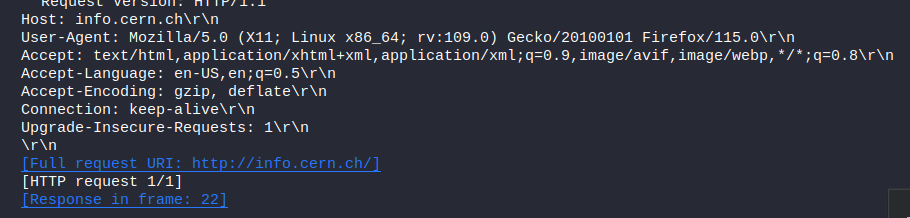 Request Version: HTTP/1.1
Host: info.cern.ch\r\n
User-Agent: Mozilla/5.0 (X11; Linux x86_64; rv:109.0) Gecko/20100101 Firefox/115.0\r\n
Accept: text/html,application/xhtml+xml,application/xml;q=0.9,image/avif,image/webp,*/*;q=0.8\r\n
Accept-Language: en-US,en;q=0.5\r\n
Accept-Encoding: gzip, deflate\r\n
Connection: keep-alive\r\n
Upgrade-Insecure-Requests: 1\r\n
\r\n
[Full request URI: http://info.cern.ch/]
[HTTP request 1/1]
[Response in frame: 22]